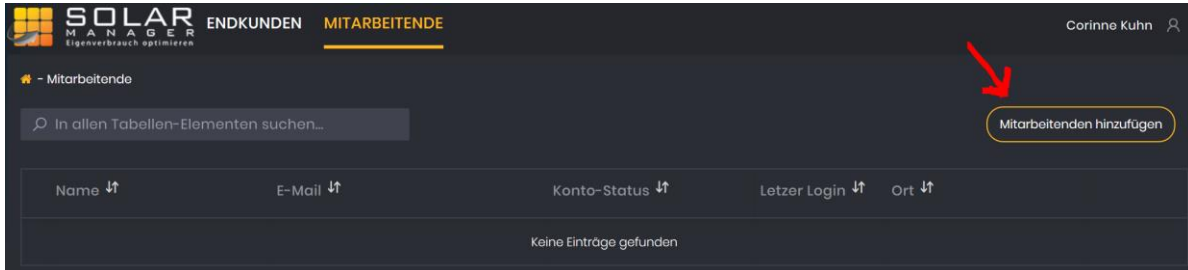 SOLAR
MANAGER
Eigenverbrauch optimieren
ENDKUNDEN MITARBEITENDE
Corinne Kuhn
- Mitarbeitende
In allen Tabellen-Elementen suchen...
Mitarbeitenden hinzufügen
Name E-Mail Konto-Status Letzer Login Ort
Keine Einträge gefunden